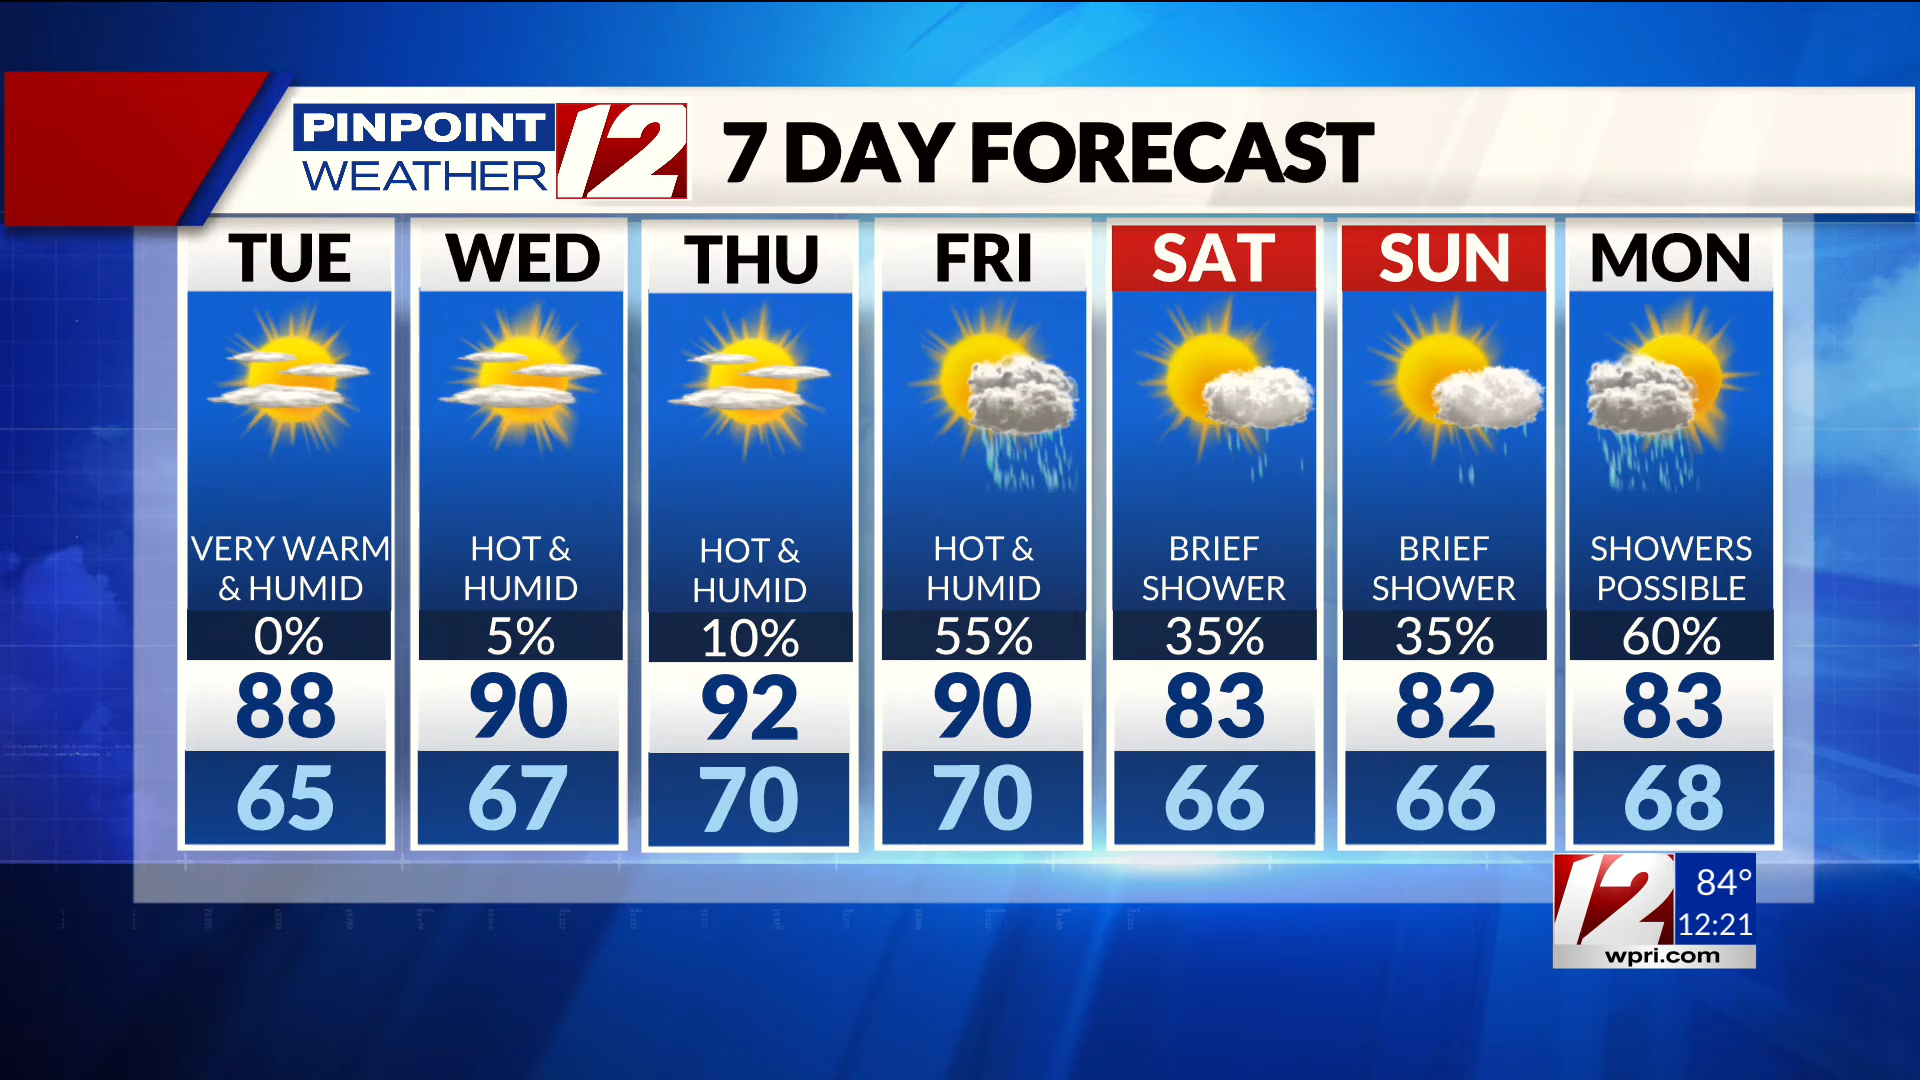 PINPOINT
WEATHER
12
7 DAY FORECAST
TUE
VERY WARM
& HUMID
0%
88
65
WED
HOT &
HUMID
5%
90
67
THU
HOT &
HUMID
10%
92
70
FRI
HOT &
HUMID
55%
90
70
SAT
BRIEF
SHOWER
35%
83
66
SUN
BRIEF
SHOWER
35%
82
66
MON
SHOWERS
POSSIBLE
60%
83
68
12
84°
12:21
wpri.com